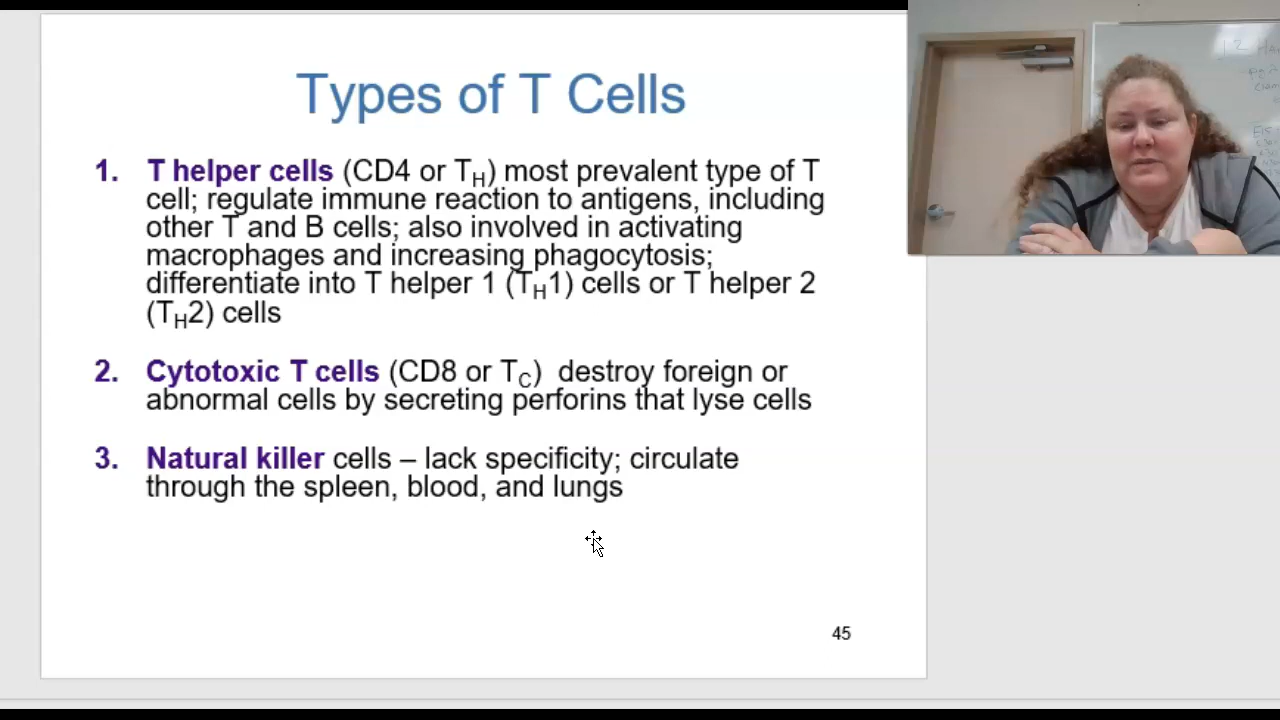 Types of T Cells
1. T helper cells (CD4 or TH) most prevalent type of T
cell; regulate immune reaction to antigens, including
other T and B cells; also involved in activating
macrophages and increasing phagocytosis;
differentiate into T helper 1 (TH1) cells or T helper 2
(TH2) cells
2. Cytotoxic T cells (CD8 or TC) destroy foreign or
abnormal cells by secreting perforins that lyse cells
3. Natural killer cells – lack specificity; circulate
through the spleen, blood, and lungs
45